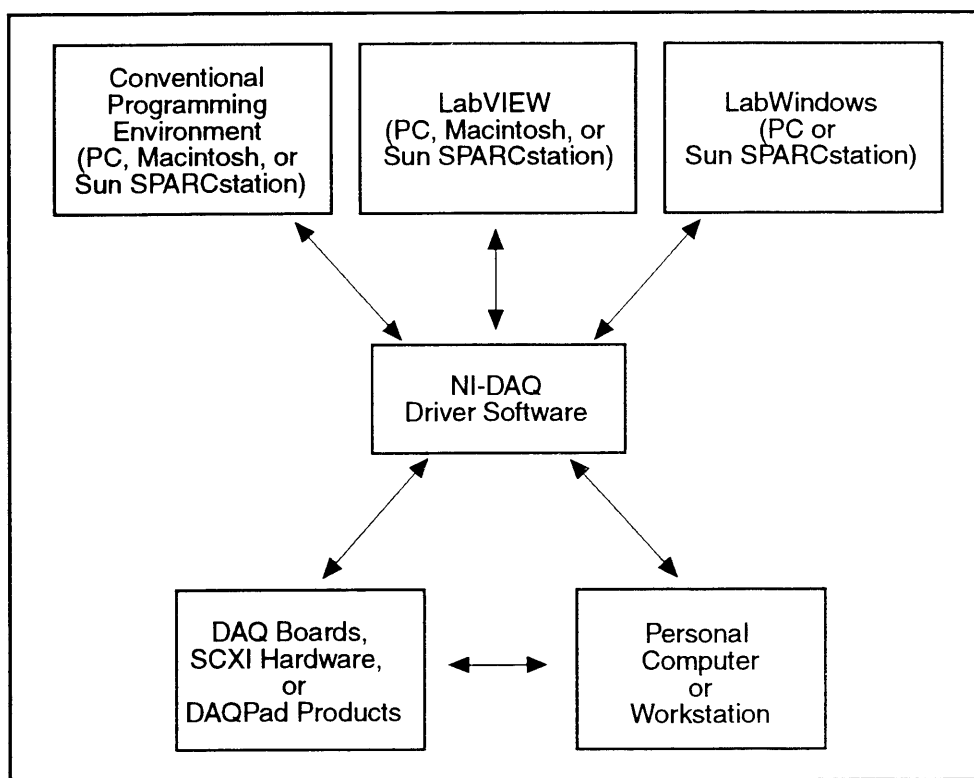 Conventional
Programming
Environment
(PC, Macintosh, or
Sun SPARCstation)
LabVIEW
(PC, Macintosh, or
Sun SPARCstation)
LabWindows
(PC or
Sun SPARCstation)
NI-DAQ
Driver Software
DAQ Boards,
SCXI Hardware,
or
DAQPad Products
Personal
Computer
or
Workstation